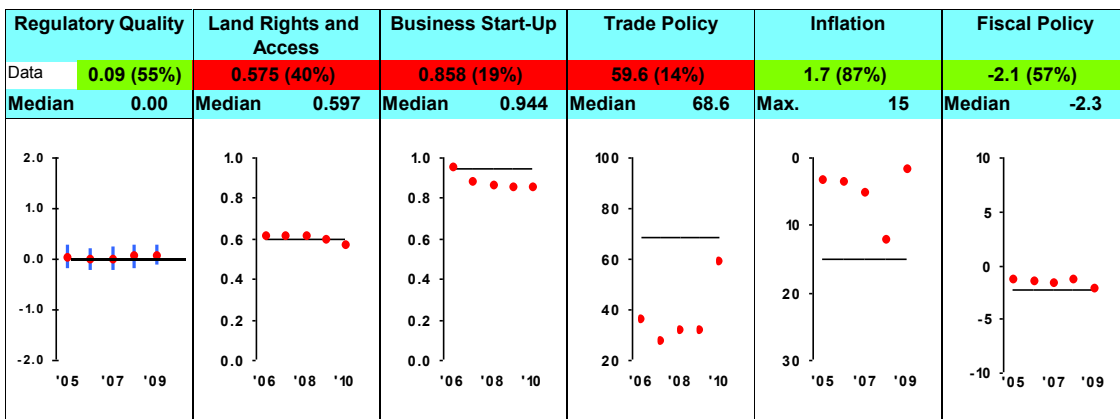 Regulatory Quality
Data 0.09 (55%)
Median 0.00
2.0
1.0
0.0
-1.0
-2.0
'05 '07 '09
Land Rights and
Access
0.575 (40%)
Median 0.597
1.0
0.8
0.6
0.4
0.2
0.0
'06 '08 '10
Business Start-Up
0.858 (19%)
Median 0.944
1.0
0.8
0.6
0.4
0.2
0.0
'06 '08 '10
Trade Policy
59.6 (14%)
Median 68.6
100
80
60
40
20
'06 '08 '10
Inflation
1.7 (87%)
Max. 15
0
10
20
30
'05 '07 '09
Fiscal Policy
-2.1 (57%)
Median -2.3
10
5
0
-5
-10
'05 '07 '09